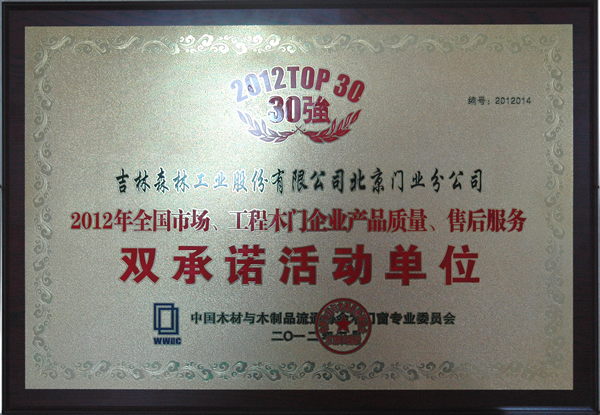 2012TOP 30
30強
编号：2012014
吉林森林工业股份有限公司北京门业分公司
2012年全国市场、工程木门企业产品质量、售后服务
双承诺活动单位
WWDC
中国木材与木制品流通 木门窗专业委员会
二〇一二年